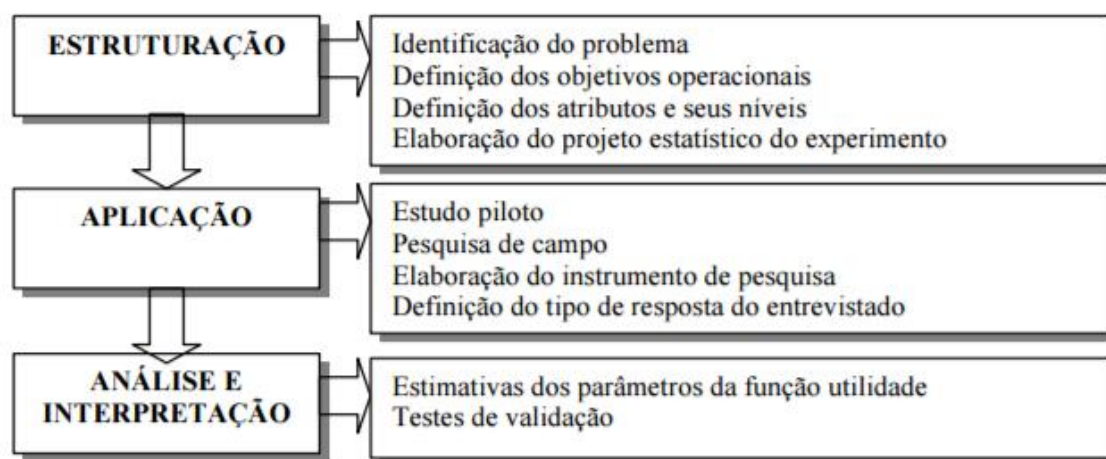 ESTRUTURAÇÃO
Identificação do problema
Definição dos objetivos operacionais
Definição dos atributos e seus níveis
Elaboração do projeto estatístico do experimento
APLICAÇÃO
Estudo piloto
Pesquisa de campo
Elaboração do instrumento de pesquisa
Definição do tipo de resposta do entrevistado
ANÁLISE E
INTERPRETAÇÃO
Estimativas dos parâmetros da função utilidade
Testes de validação